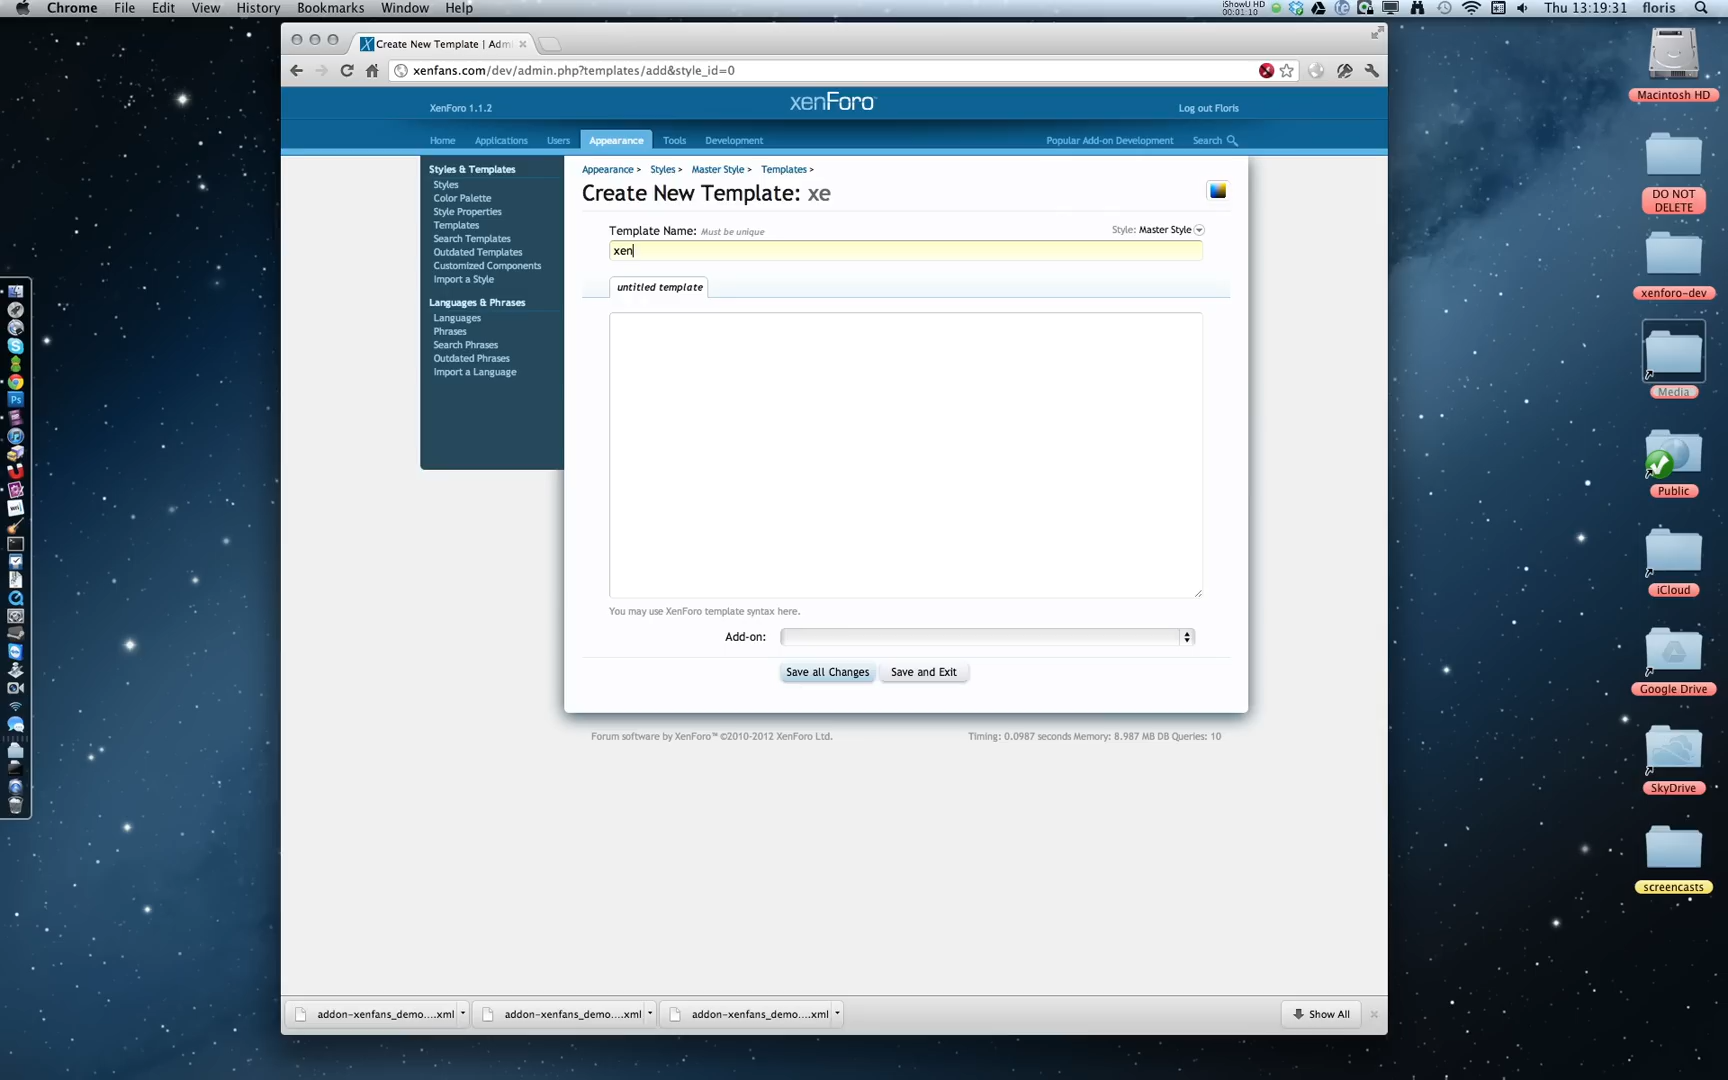 Chrome File Edit View History Bookmarks Window Help
iShowU HD
00:01:10
Thu 13:19:31 floris
Create New Template | Adm
xenfans.com/dev/admin.php?templates/add&style_id=0
XenForo 1.1.2
xenForo™
Log out Floris
Home Applications Users Appearance Tools Development
Popular Add-on Development Search
Styles & Templates
Styles
Color Palette
Style Properties
Templates
Search Templates
Outdated Templates
Customized Components
Import a Style
Languages & Phrases
Languages
Phrases
Search Phrases
Outdated Phrases
Import a Language
Appearance > Styles > Master Style > Templates >
Create New Template: xe
Template Name: Must be unique
Style: Master Style
xen
untitled template
You may use XenForo template syntax here.
Add-on:
Save all Changes Save and Exit
Forum software by XenForo™ ©2010-2012 XenForo Ltd.
Timing: 0.0987 seconds Memory: 8.987 MB DB Queries: 10
addon-xenfans_demo....xml
addon-xenfans_demo....xml
addon-xenfans_demo....xml
Show All
Macintosh HD
DO NOT
DELETE
xenforo-dev
Media
Public
iCloud
Google Drive
SkyDrive
screencasts